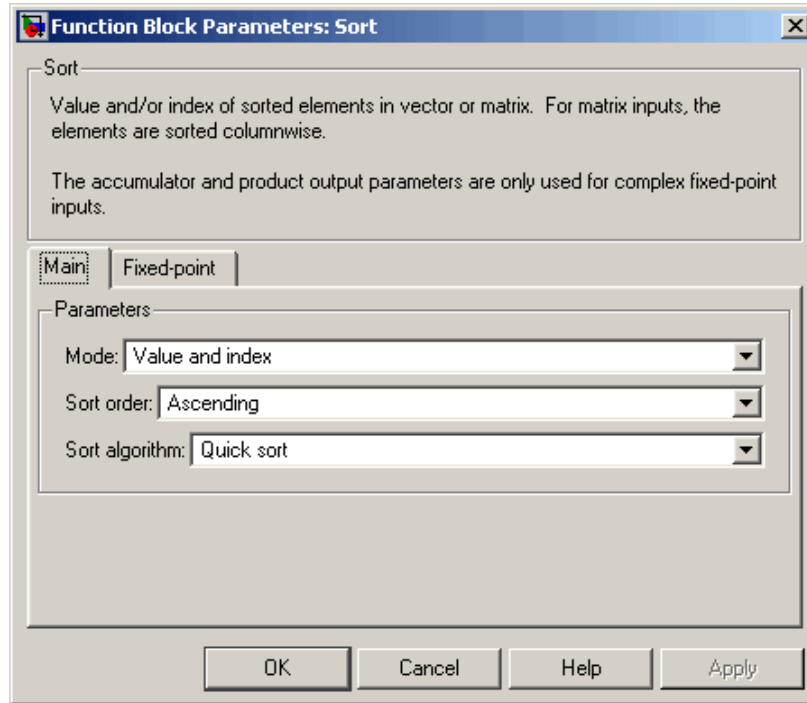 Function Block Parameters: Sort
Sort
Value and/or index of sorted elements in vector or matrix.  For matrix inputs, the
elements are sorted columnwise.
The accumulator and product output parameters are only used for complex fixed-point
inputs.
Main Fixed-point
Parameters
Mode: Value and index
Sort order: Ascending
Sort algorithm: Quick sort
OK Cancel Help Apply